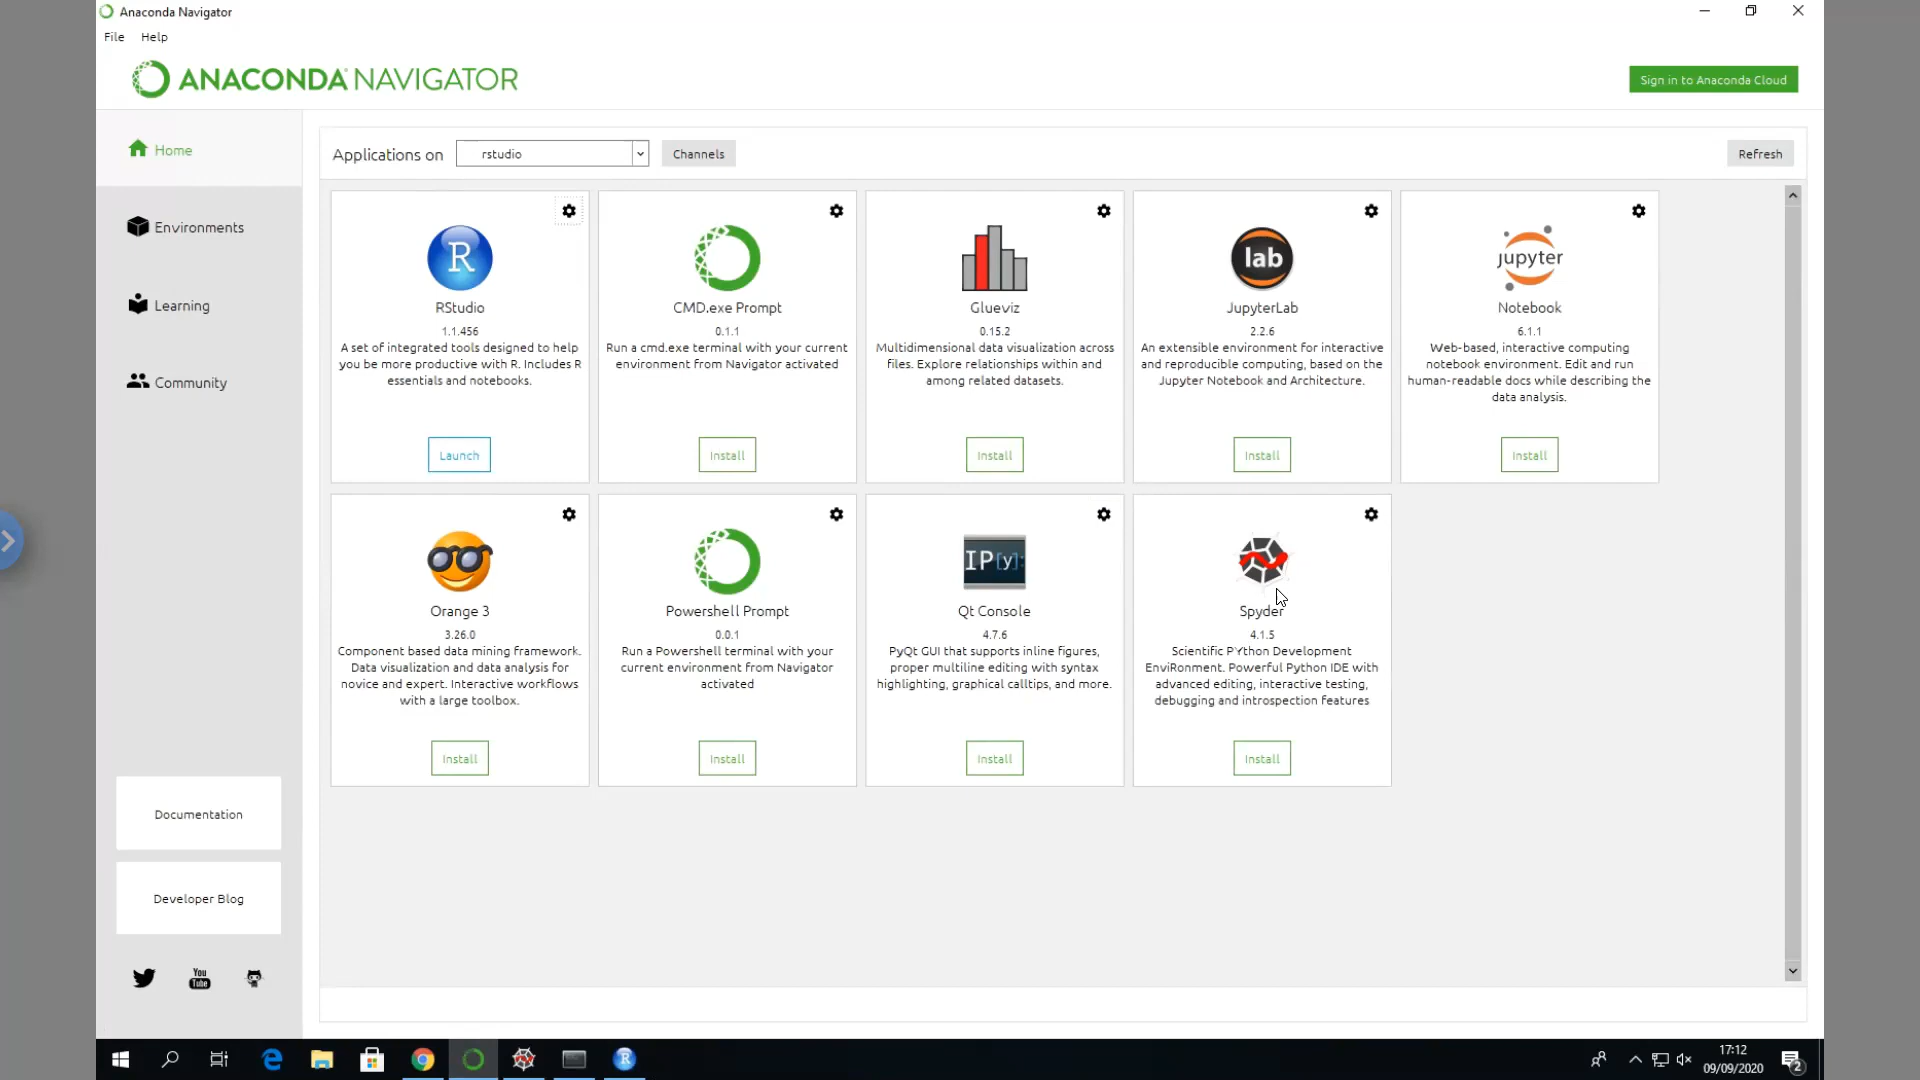 Anaconda Navigator
File Help
ANACONDA NAVIGATOR
Sign in to Anaconda Cloud
Home
Environments
Learning
Community
Documentation
Developer Blog
You
Tube
Applications on rstudio Channels Refresh
R
RStudio
1.1.456
A set of integrated tools designed to help
you be more productive with R. Includes R
essentials and notebooks.
Launch
CMD.exe Prompt
0.1.1
Run a cmd.exe terminal with your current
environment from Navigator activated
Install
Glueviz
0.15.2
Multidimensional data visualization across
files. Explore relationships within and
among related datasets.
Install
lab
JupyterLab
2.2.6
An extensible environment for interactive
and reproducible computing, based on the
Jupyter Notebook and Architecture.
Install
jupyter
Notebook
6.1.1
Web-based, interactive computing
notebook environment. Edit and run
human-readable docs while describing the
data analysis.
Install
Orange 3
3.26.0
Component based data mining framework.
Data visualization and data analysis for
novice and expert. Interactive workflows
with a large toolbox.
Install
Powershell Prompt
0.0.1
Run a Powershell terminal with your
current environment from Navigator
activated
Install
IP[y]:
Qt Console
4.7.6
PyQt GUI that supports inline figures,
proper multiline editing with syntax
highlighting, graphical calltips, and more.
Install
Spyder
4.1.5
Scientific PYthon Development
EnviRonment. Powerful Python IDE with
advanced editing, interactive testing,
debugging and introspection features
Install
R
17:12
09/09/2020
2